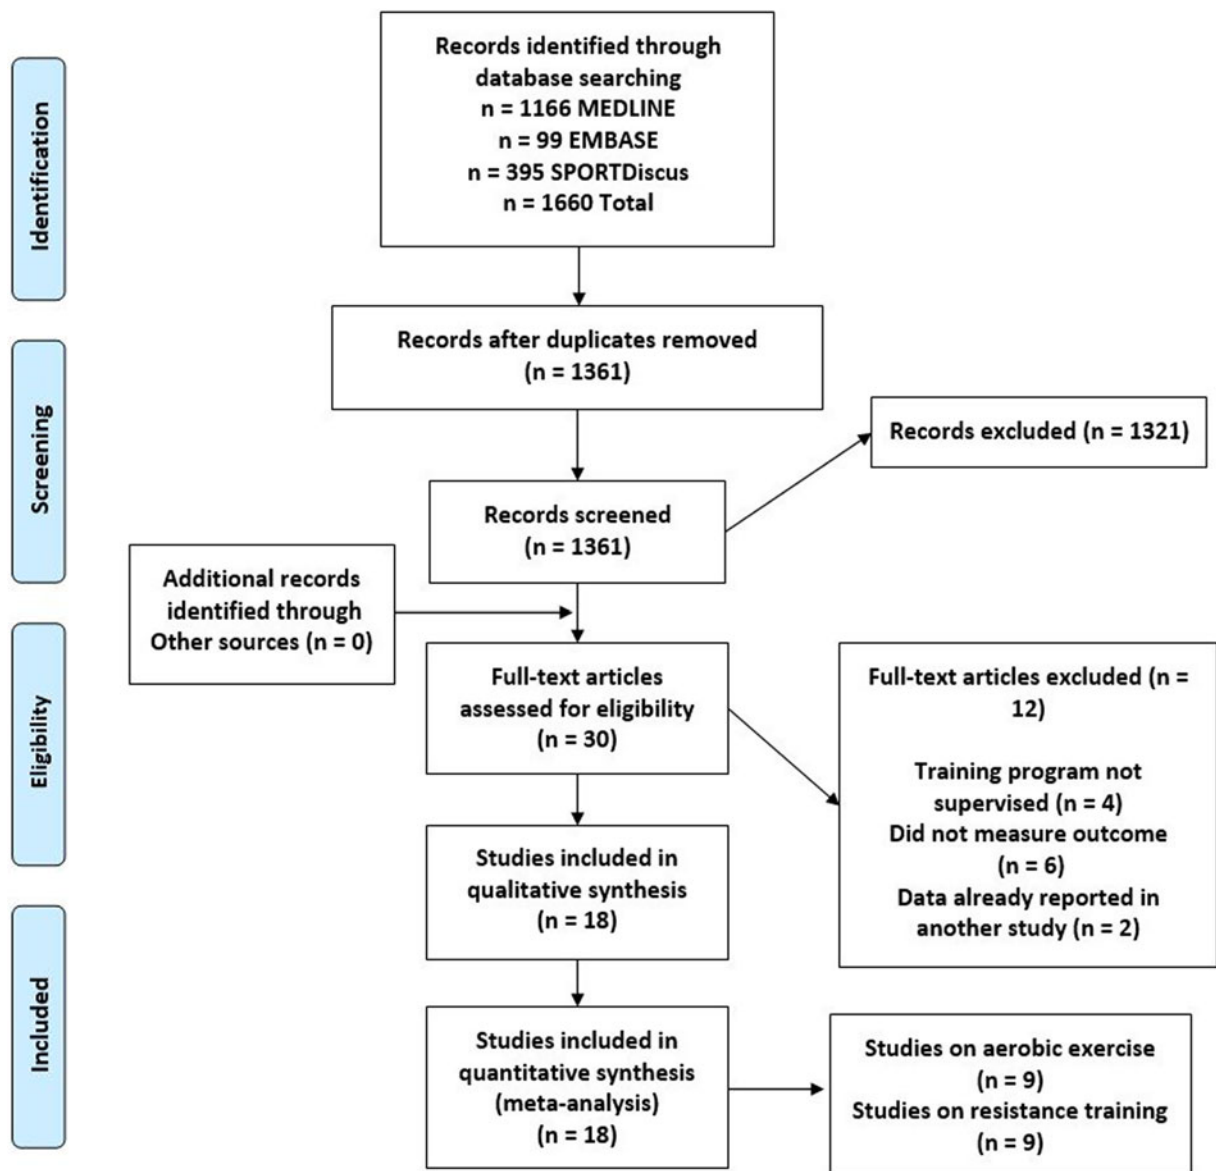 Identification
Records identified through
database searching
n = 1166 MEDLINE
n = 99 EMBASE
n = 395 SPORTDiscus
n = 1660 Total
Records after duplicates removed
(n = 1361)
Screening
Records excluded (n = 1321)
Records screened
(n = 1361)
Additional records
identified through
Other sources (n = 0)
Eligibility
Full-text articles
assessed for eligibility
(n = 30)
Full-text articles excluded (n =
12)
Training program not
supervised (n = 4)
Did not measure outcome
(n = 6)
Data already reported in
another study (n = 2)
Studies included in
qualitative synthesis
(n = 18)
Included
Studies included in
quantitative synthesis
(meta-analysis)
(n = 18)
Studies on aerobic exercise
(n = 9)
Studies on resistance training
(n = 9)